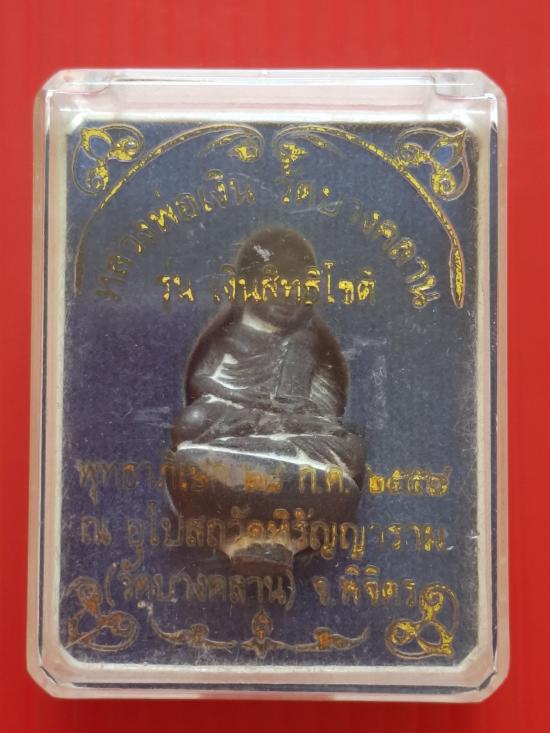 หลวงพ่อเงิน วัดบางคลาน
รุ่น เงินสิทธิโชค
พุทธาภิเษก ๒๘ ก.ค. ๒๕๕๗
ณ อุโบสถวัดหิรัญญาราม
(วัดบางคลาน) จ.พิจิตร